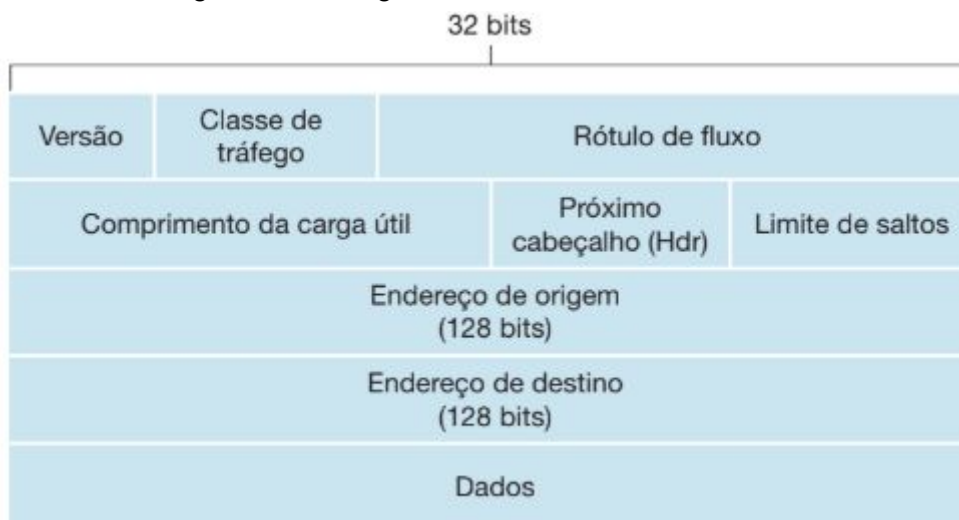 32 bits
Versão
Classe de
tráfego
Rótulo de fluxo
Comprimento da carga útil
Próximo
cabeçalho (Hdr)
Limite de saltos
Endereço de origem
(128 bits)
Endereço de destino
(128 bits)
Dados